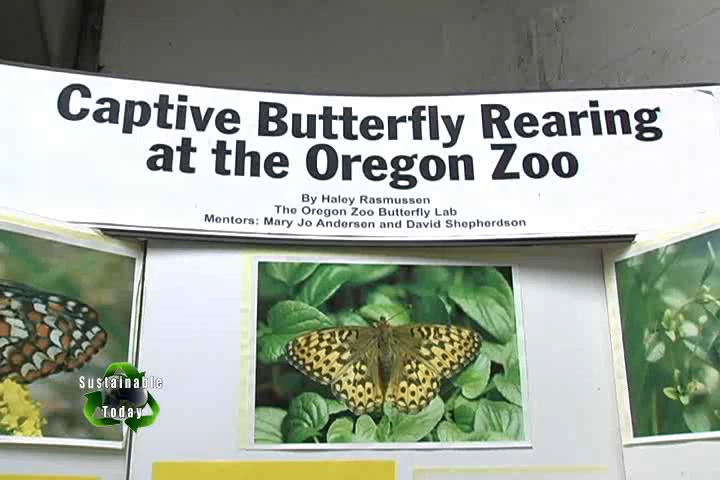 Captive Butterfly Rearing
at the Oregon Zoo
By Haley Rasmussen
The Oregon Zoo Butterfly Lab
Mentors: Mary Jo Andersen and David Shepherdson
Sustainable
Today